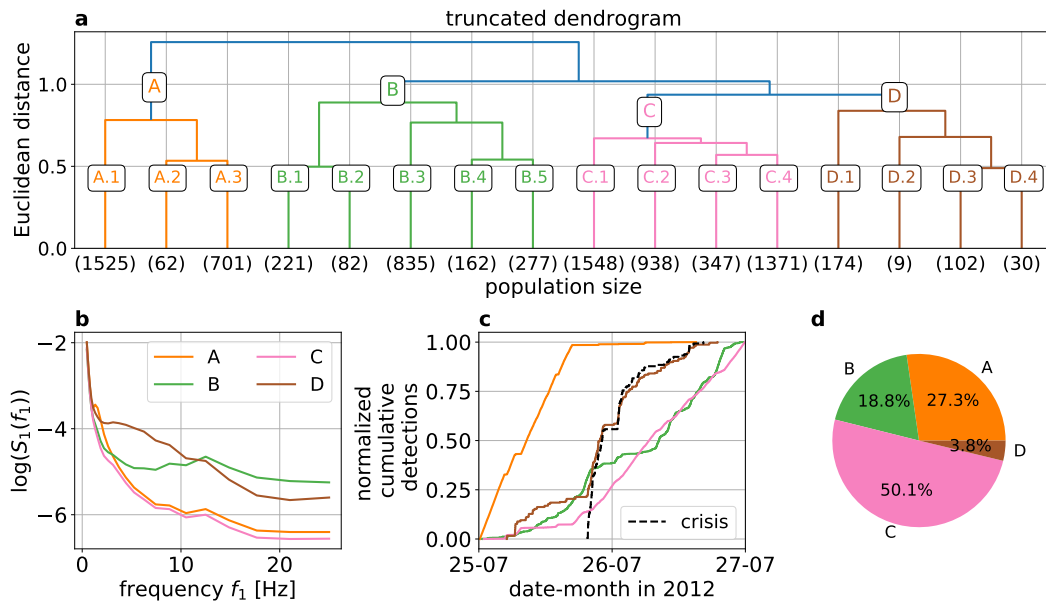 a truncated dendrogram
Euclidean distance
1.0
0.5
0.0
A
B
C
D
A.1 A.2 A.3 B.1 B.2 B.3 B.4 B.5 C.1 C.2 C.3 C.4 D.1 D.2 D.3 D.4
(1525) (62) (701) (221) (82) (835) (162) (277) (1548) (938) (347) (1371) (174) (9) (102) (30)
population size
b
log(S₁(f₁))
−2
−4
−6
A C
B D
0 10 20
frequency f₁ [Hz]
c
normalized
cumulative
detections
1.00
0.75
0.50
0.25
0.00
crisis
25-07 26-07 27-07
date-month in 2012
d
A
27.3%
B
18.8%
C
50.1%
D
3.8%